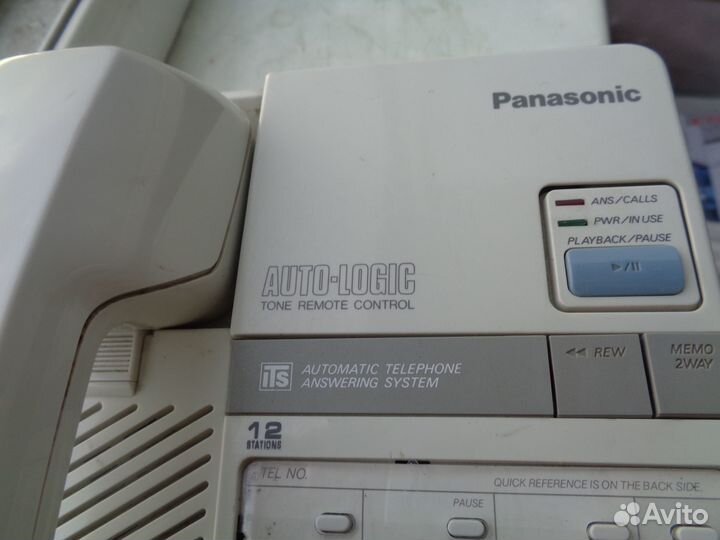 Panasonic
ANS/CALLS
PWR/IN USE
PLAYBACK/PAUSE
AUTO-LOGIC
TONE REMOTE CONTROL
REW
MEMO
2WAY
iTS
AUTOMATIC TELEPHONE
ANSWERING SYSTEM
12
STATIONS
TEL NO.
QUICK REFERENCE IS ON THE BACK SIDE.
PAUSE
Avito